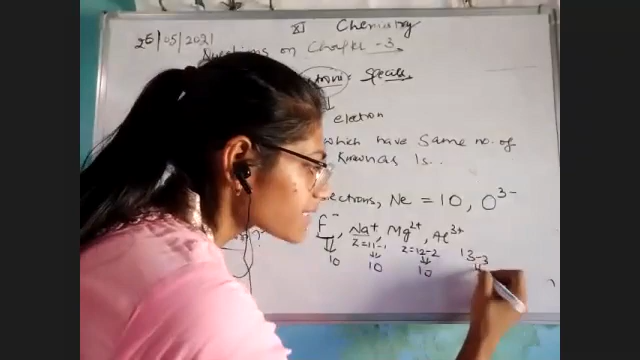 XI Chemistry
25/05/2021
Questions on Chapter -3
Species
electron
which have same no. of
known as Is..
electrons, Ne = 10, O³⁻
F⁻, Na⁺, Mg²⁺, Al³⁺
?
Z=11-1 Z=12-2 13-3
10 10 10